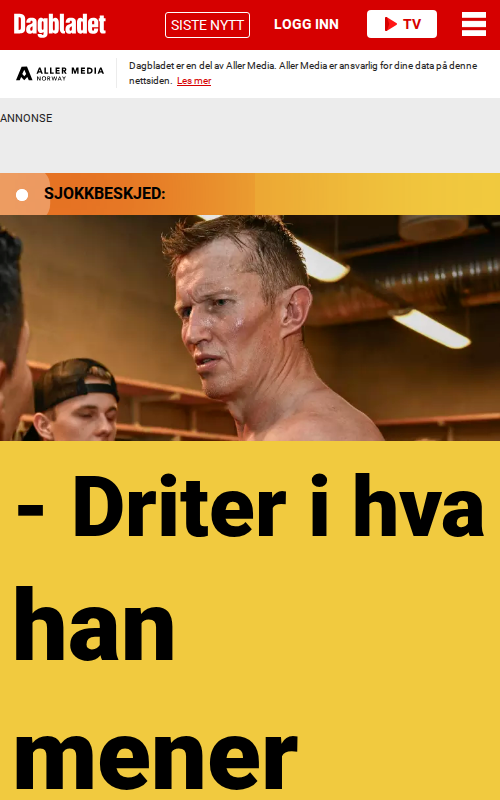 Dagbladet
SISTE NYTT
LOGG INN
TV
ALLER MEDIA
NORWAY
Dagbladet er en del av Aller Media. Aller Media er ansvarlig for dine data på denne
nettsiden. Les mer
ANNONSE
SJOKKBESKJED:
- Driter i hva
han
mener